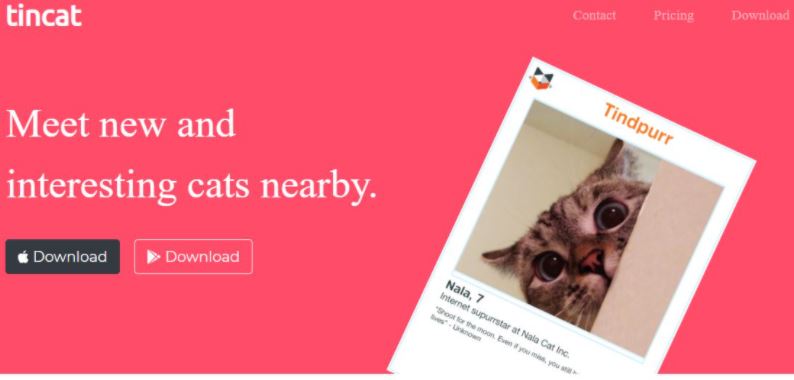 tincat
Contact Pricing Download
Meet new and
interesting cats nearby.
Download Download
Tindpurr
Nala, 7
Internet supurrstar at Nala Cat Inc.
"Shoot for the moon. Even if you miss, you still
lives" - Unknown